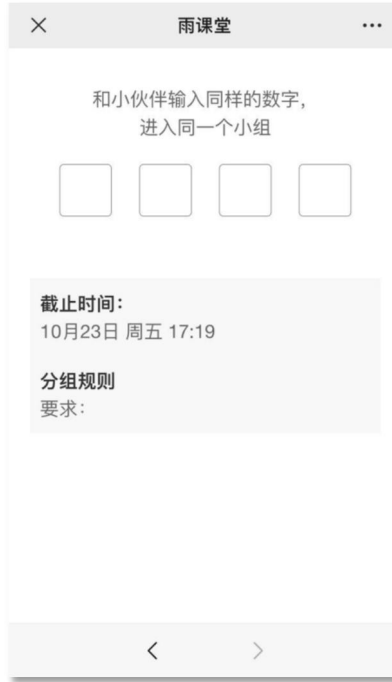 雨课堂
和小伙伴输入同样的数字，
进入同一个小组
截止时间：
10月23日 周五 17:19
分组规则
要求：